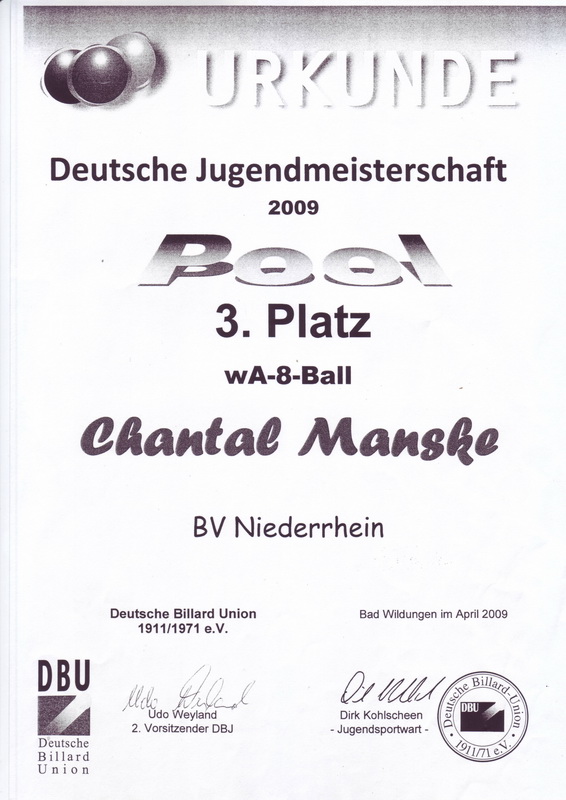 URKUNDE
Deutsche Jugendmeisterschaft
2009
Pool
3. Platz
wA-8-Ball
Chantal Manske
BV Niederrhein
Deutsche Billard Union
1911/1971 e.V.
Bad Wildungen im April 2009
DBU
Deutsche
Billard
Union
Udo Weyland
Udo Weyland
2. Vorsitzender DBJ
Dirk Kohlscheen
- Jugendsportwart -
Deutsche Billard-Union
DBU
1911/71 e.V.